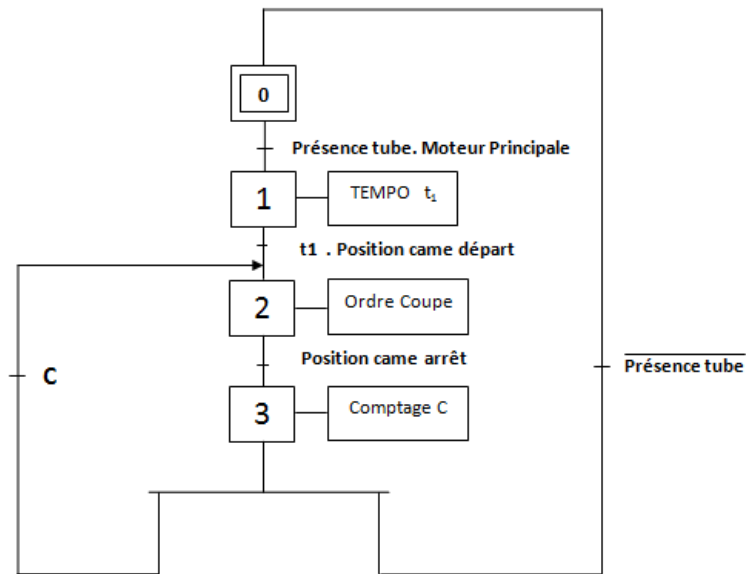 0
Présence tube. Moteur Principale
1
TEMPO t₁
t1 . Position came départ
2
Ordre Coupe
Position came arrêt
C
Présence tube
3
Comptage C